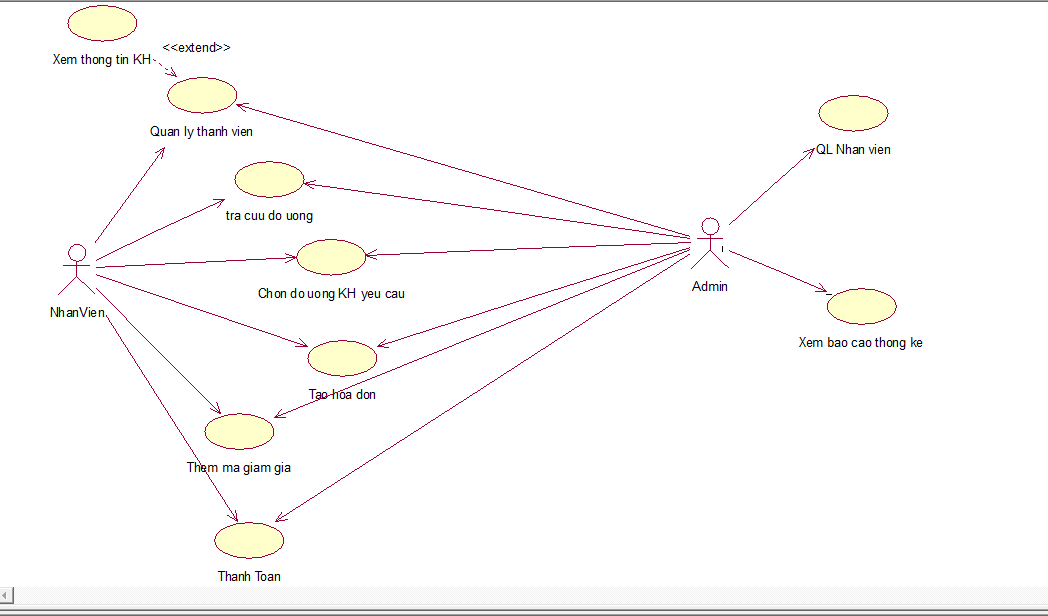 <<extend>>
Xem thong tin KH
Quan ly thanh vien
QL Nhan vien
tra cuu do uong
Chon do uong KH yeu cau
Admin
NhanVien
Xem bao cao thong ke
Tao hoa don
Them ma giam gia
Thanh Toan